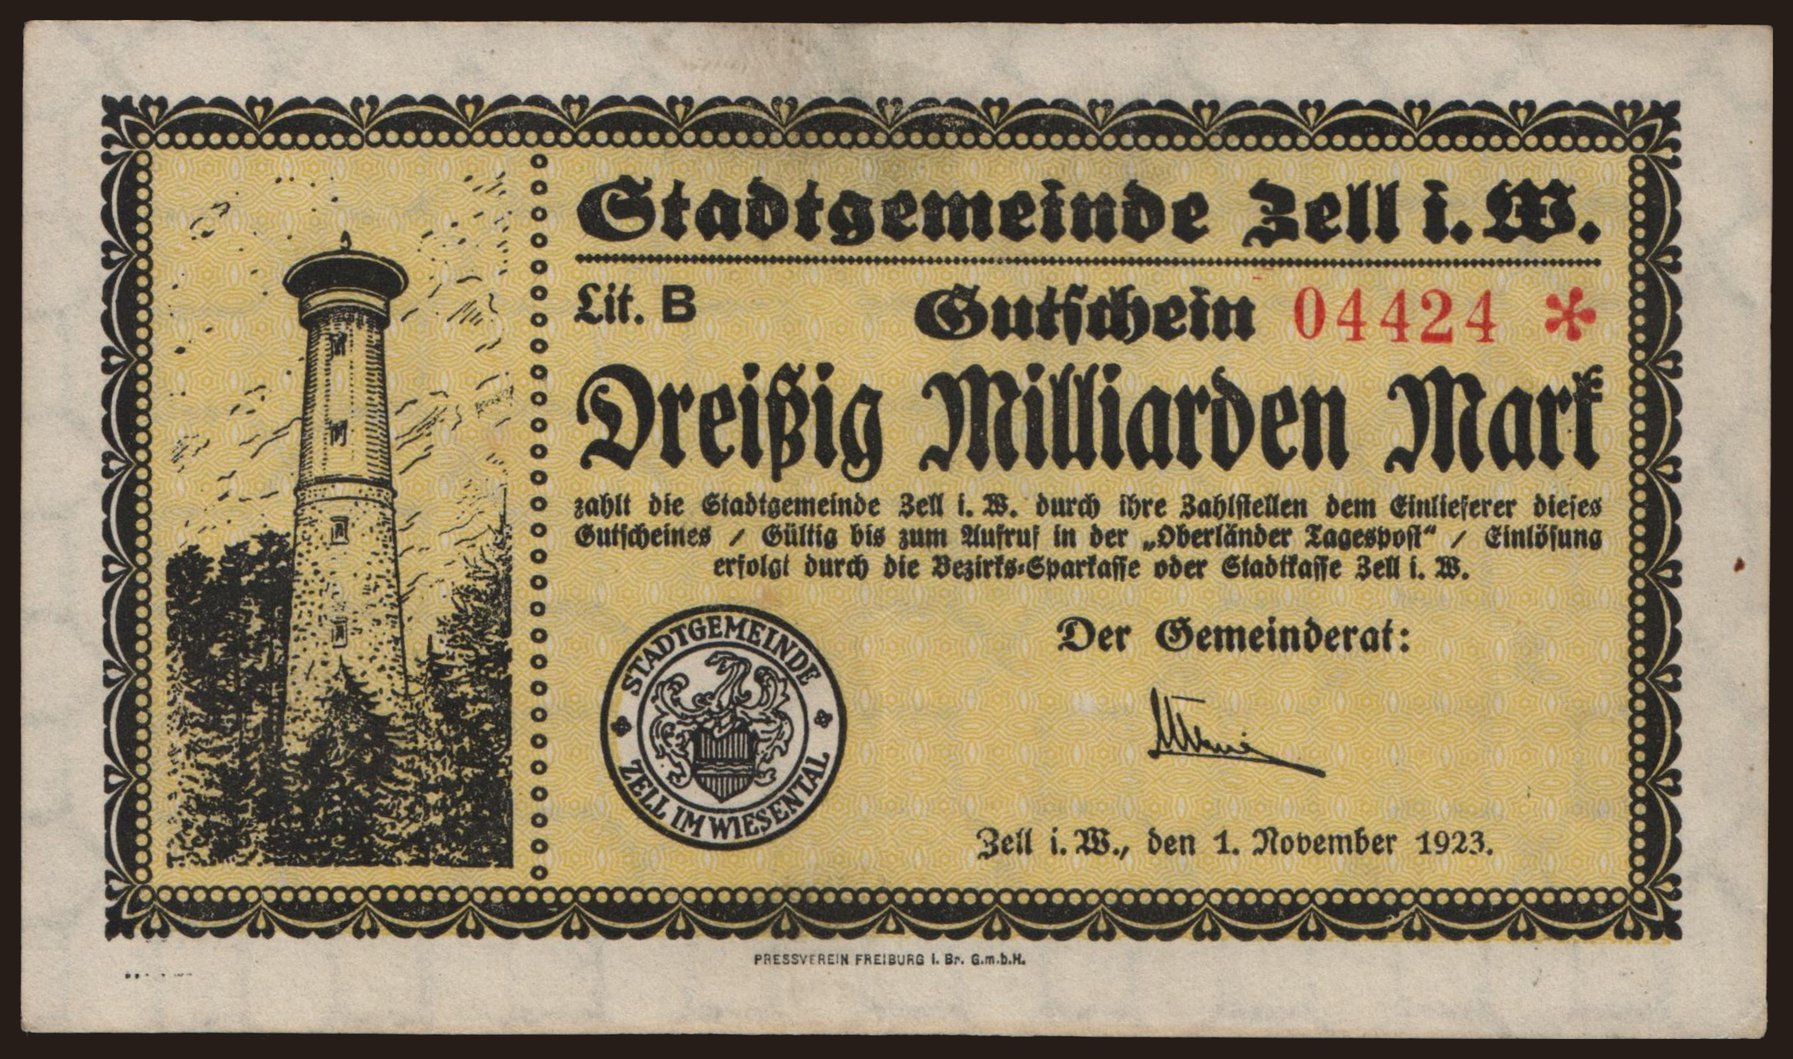 Stadtgemeinde Zell i. W.
Lit. B Gutschein 04424 *
Dreißig Milliarden Mark
zahlt die Stadtgemeinde Zell i. W. durch ihre Zahlstellen dem Einlieferer dieses
Gutscheines / Gültig bis zum Aufruf in der „Oberländer Tagespost“ / Einlösung
erfolgt durch die Bezirks-Sparkasse oder Stadtkasse Zell i. W.
STADTGEMEINDE
ZELL IM WIESENTAL
Der Gemeinderat:
Zell i. W., den 1. November 1923.
PRESSVEREIN FREIBURG i. Br. G.m.b.H.